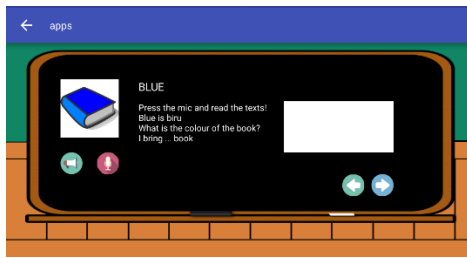 apps
BLUE
Press the mic and read the texts!
Blue is biru
What is the colour of the book?
I bring ... book